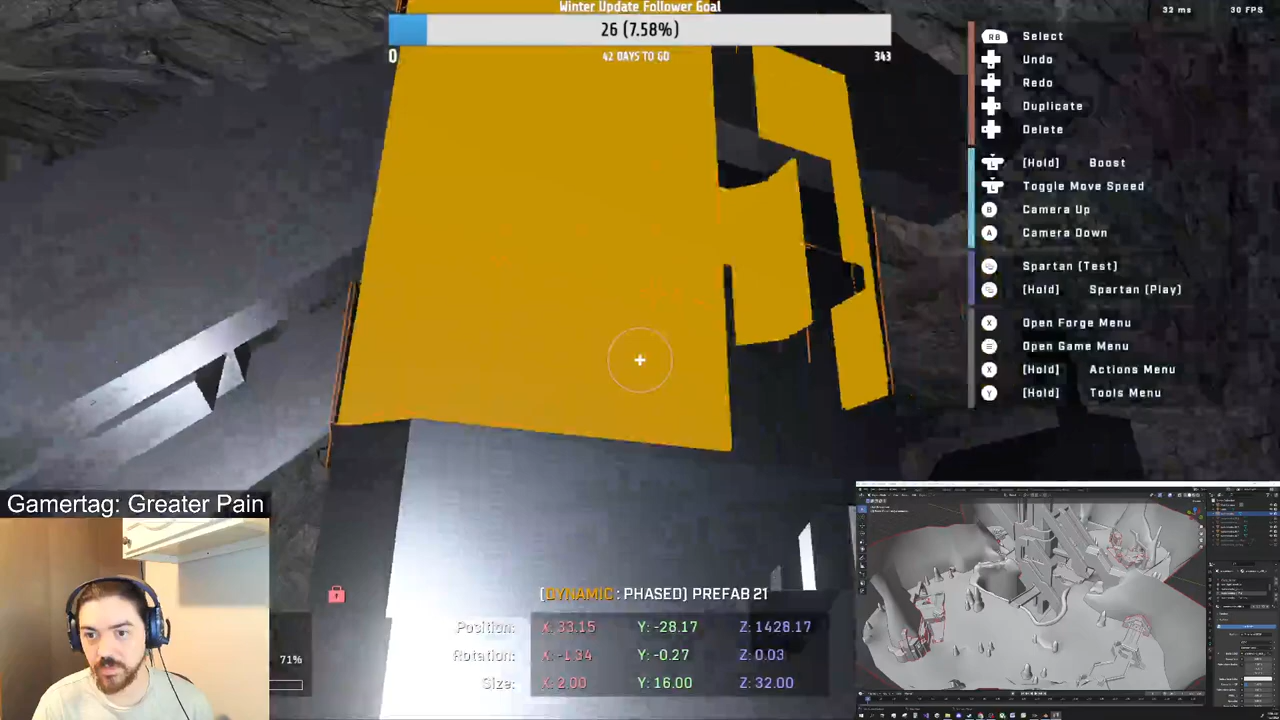 Winter Update Follower Goal
26 (7.58%)
0
42 DAYS TO GO
343
32 ms
30 FPS
RB
Select
Undo
Redo
Duplicate
Delete
L
[Hold] Boost
L
Toggle Move Speed
B
Camera Up
A
Camera Down
Spartan (Test)
[Hold] Spartan (Play)
X
Open Forge Menu
Open Game Menu
X
[Hold] Actions Menu
Y
[Hold] Tools Menu
Gamertag: Greater Pain
71%
[DYNAMIC : PHASED] PREFAB 21
Position: X: 33.15 Y: -28.17 Z: 1428.17
Rotation: X: -1.34 Y: -0.27 Z: 0.03
Size: X: 2.00 Y: 16.00 Z: 32.00